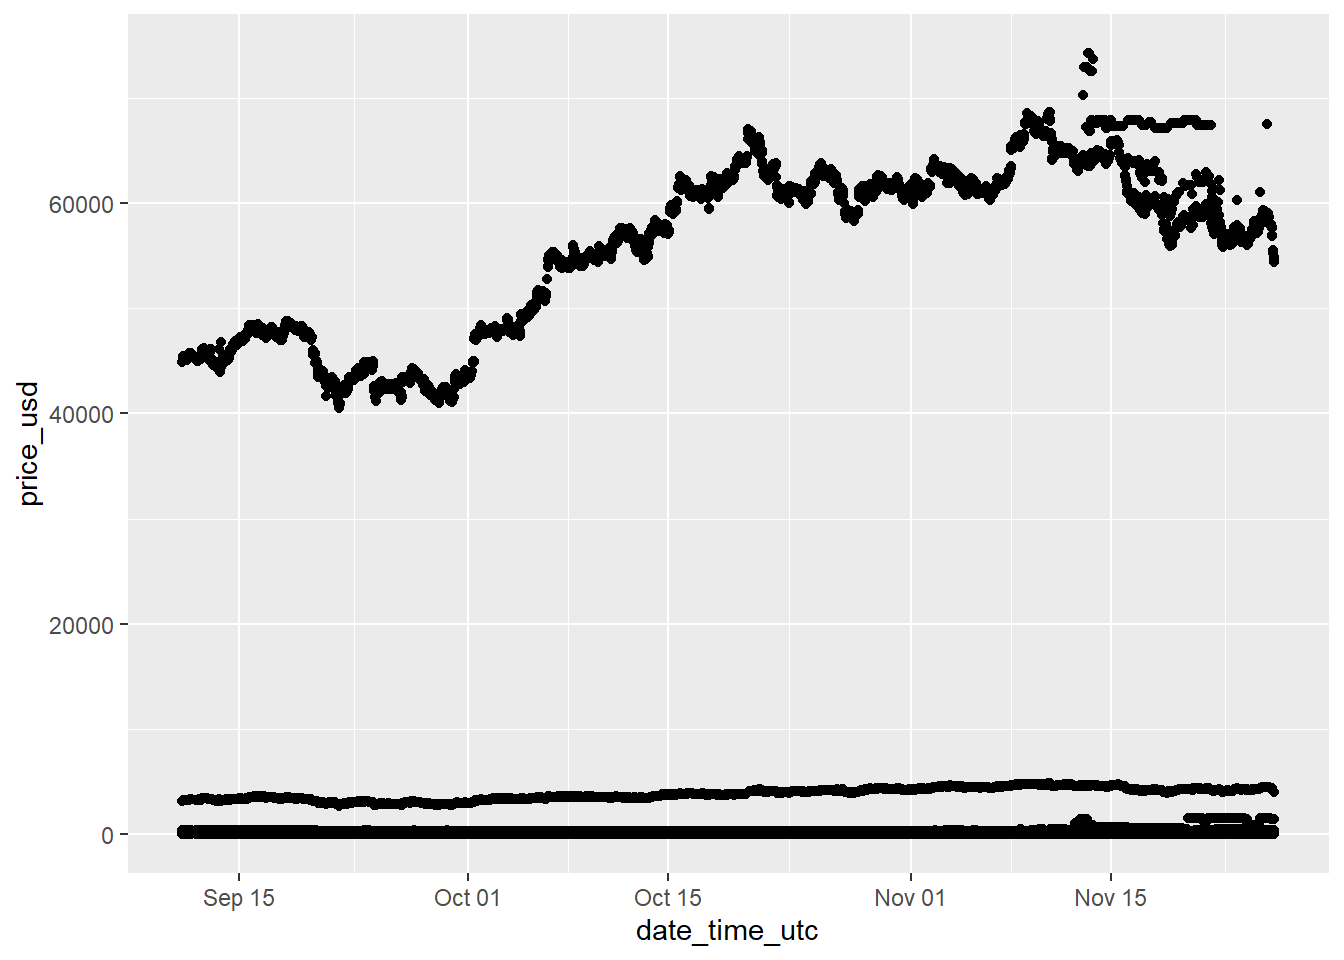 60000
40000
20000
0
price_usd
Sep 15
Oct 01
Oct 15
Nov 01
Nov 15
date_time_utc